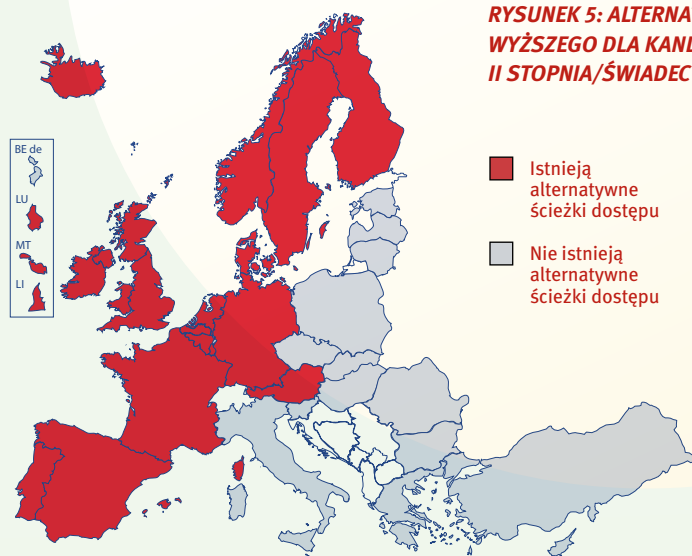 RYSUNEK 5: ALTERNA
WYŻSZEGO DLA KAND
II STOPNIA/ŚWIADEC
BE de
LU
MT
LI
Istnieją
alternatywne
ścieżki dostępu
Nie istnieją
alternatywne
ścieżki dostępu